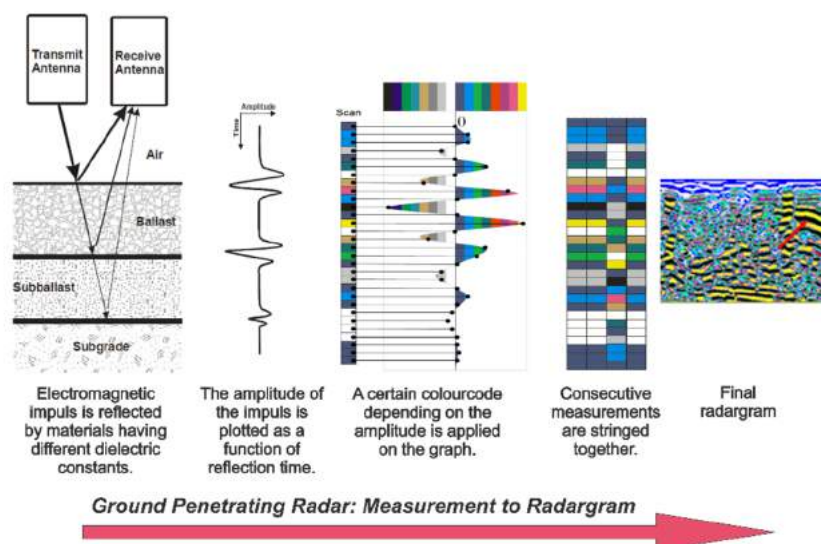 Transmit
Antenna
Receive
Antenna
Air
Ballast
Subballast
Subgrade
Amplitude
Time
Scan
0
Electromagnetic
impuls is reflected
by materials having
different dielectric
constants.
The amplitude of
the impuls is
plotted as a
function of
reflection time.
A certain colourcode
depending on the
amplitude is applied
on the graph.
Consecutive
measurements
are stringed
together.
Final
radargram
Ground Penetrating Radar: Measurement to Radargram